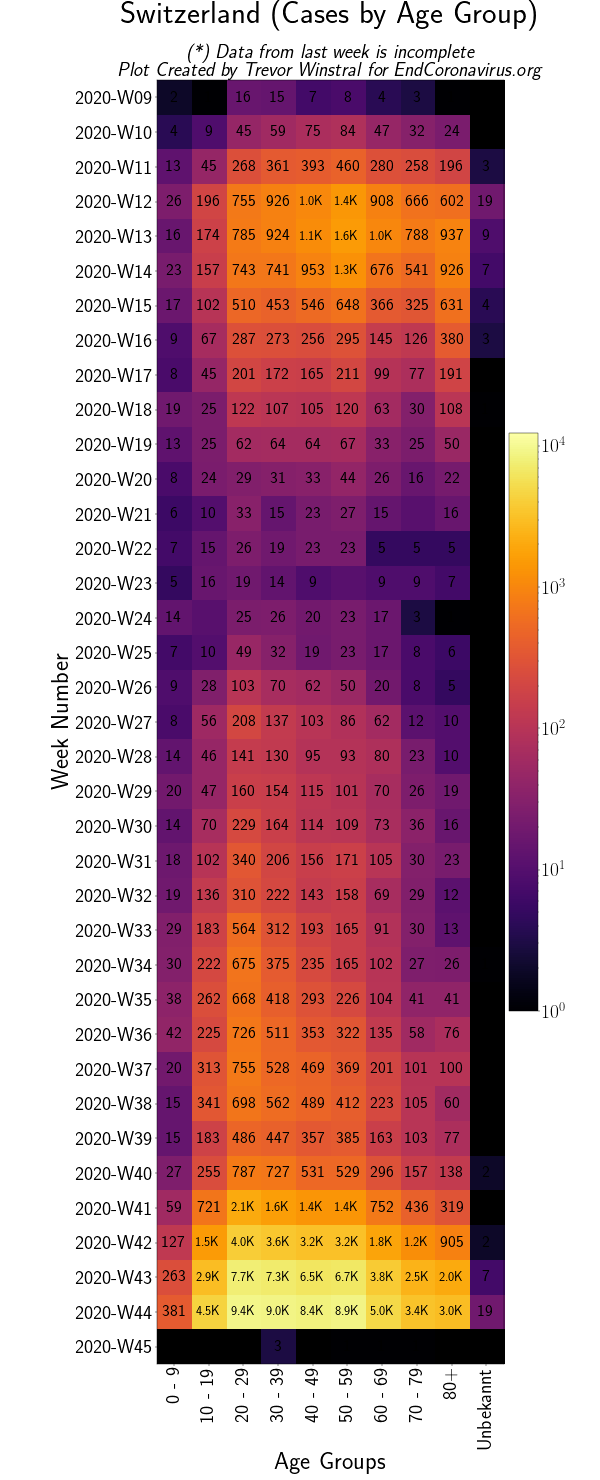 Switzerland (Cases by Age Group)
(*) Data from last week is incomplete
Plot Created by Trevor Winstral for EndCoronavirus.org
2020-W09 2 16 15 7 8 4 3
2020-W10 4 9 45 59 75 84 47 32 24
2020-W11 13 45 268 361 393 460 280 258 196 3
2020-W12 26 196 755 926 1.0K 1.4K 908 666 602 19
2020-W13 16 174 785 924 1.1K 1.6K 1.0K 788 937 9
2020-W14 23 157 743 741 953 1.3K 676 541 926 7
2020-W15 17 102 510 453 546 648 366 325 631 4
2020-W16 9 67 287 273 256 295 145 126 380 3
2020-W17 8 45 201 172 165 211 99 77 191
2020-W18 19 25 122 107 105 120 63 30 108
2020-W19 13 25 62 64 64 67 33 25 50
2020-W20 8 24 29 31 33 44 26 16 22
2020-W21 6 10 33 15 23 27 15 16
2020-W22 7 15 26 19 23 23 5 5 5
2020-W23 5 16 19 14 9 9 9 7
2020-W24 14 25 26 20 23 17 3
2020-W25 7 10 49 32 19 23 17 8 6
2020-W26 9 28 103 70 62 50 20 8 5
2020-W27 8 56 208 137 103 86 62 12 10
2020-W28 14 46 141 130 95 93 80 23 10
2020-W29 20 47 160 154 115 101 70 26 19
2020-W30 14 70 229 164 114 109 73 36 16
2020-W31 18 102 340 206 156 171 105 30 23
2020-W32 19 136 310 222 143 158 69 29 12
2020-W33 29 183 564 312 193 165 91 30 13
2020-W34 30 222 675 375 235 165 102 27 26
2020-W35 38 262 668 418 293 226 104 41 41
2020-W36 42 225 726 511 353 322 135 58 76
2020-W37 20 313 755 528 469 369 201 101 100
2020-W38 15 341 698 562 489 412 223 105 60
2020-W39 15 183 486 447 357 385 163 103 77
2020-W40 27 255 787 727 531 529 296 157 138 2
2020-W41 59 721 2.1K 1.6K 1.4K 1.4K 752 436 319
2020-W42 127 1.5K 4.0K 3.6K 3.2K 3.2K 1.8K 1.2K 905 2
2020-W43 263 2.9K 7.7K 7.3K 6.5K 6.7K 3.8K 2.5K 2.0K 7
2020-W44 381 4.5K 9.4K 9.0K 8.4K 8.9K 5.0K 3.4K 3.0K 19
2020-W45 3
0 - 9 10 - 19 20 - 29 30 - 39 40 - 49 50 - 59 60 - 69 70 - 79 80+ Unbekannt
Age Groups
Week Number
10⁴
10³
10²
10¹
10⁰